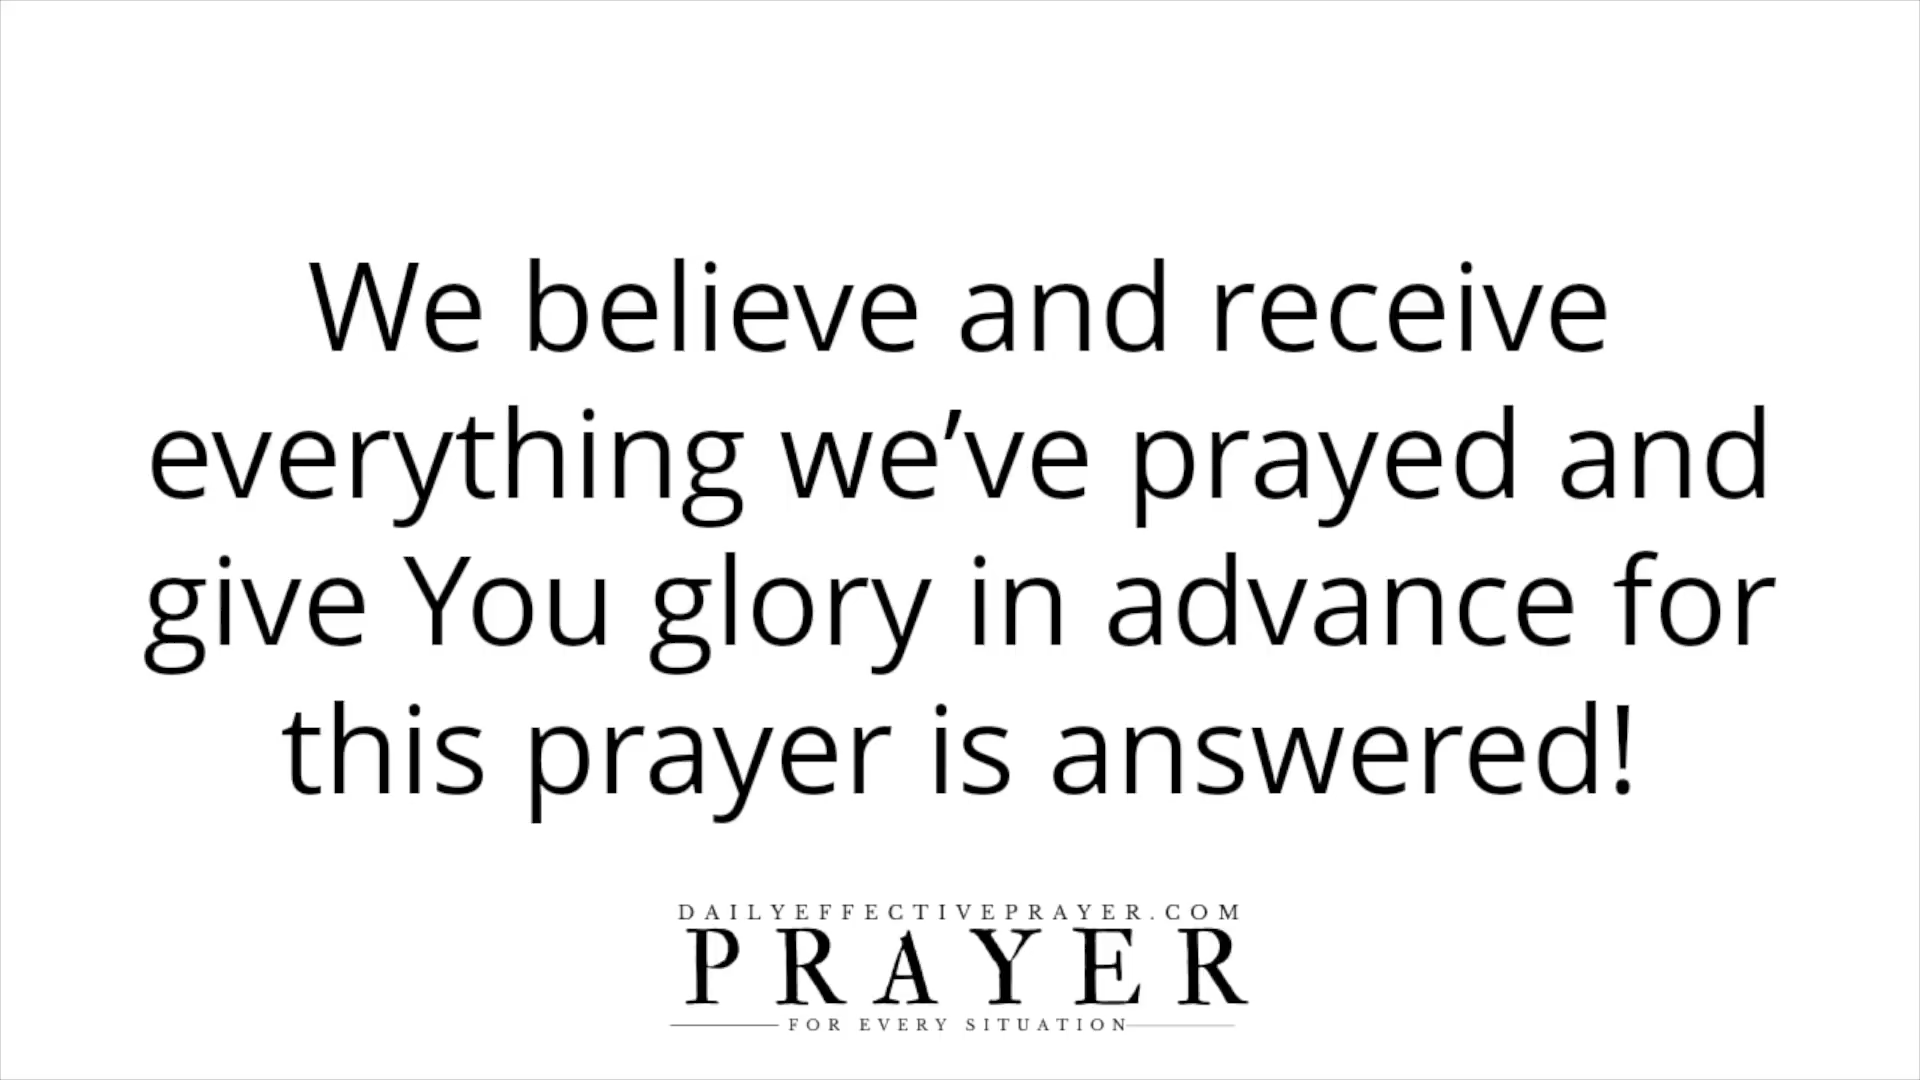 We believe and receive
everything we’ve prayed and
give You glory in advance for
this prayer is answered!
DAILYEFFECTIVEPRAYER.COM
PRAYER
FOR EVERY SITUATION